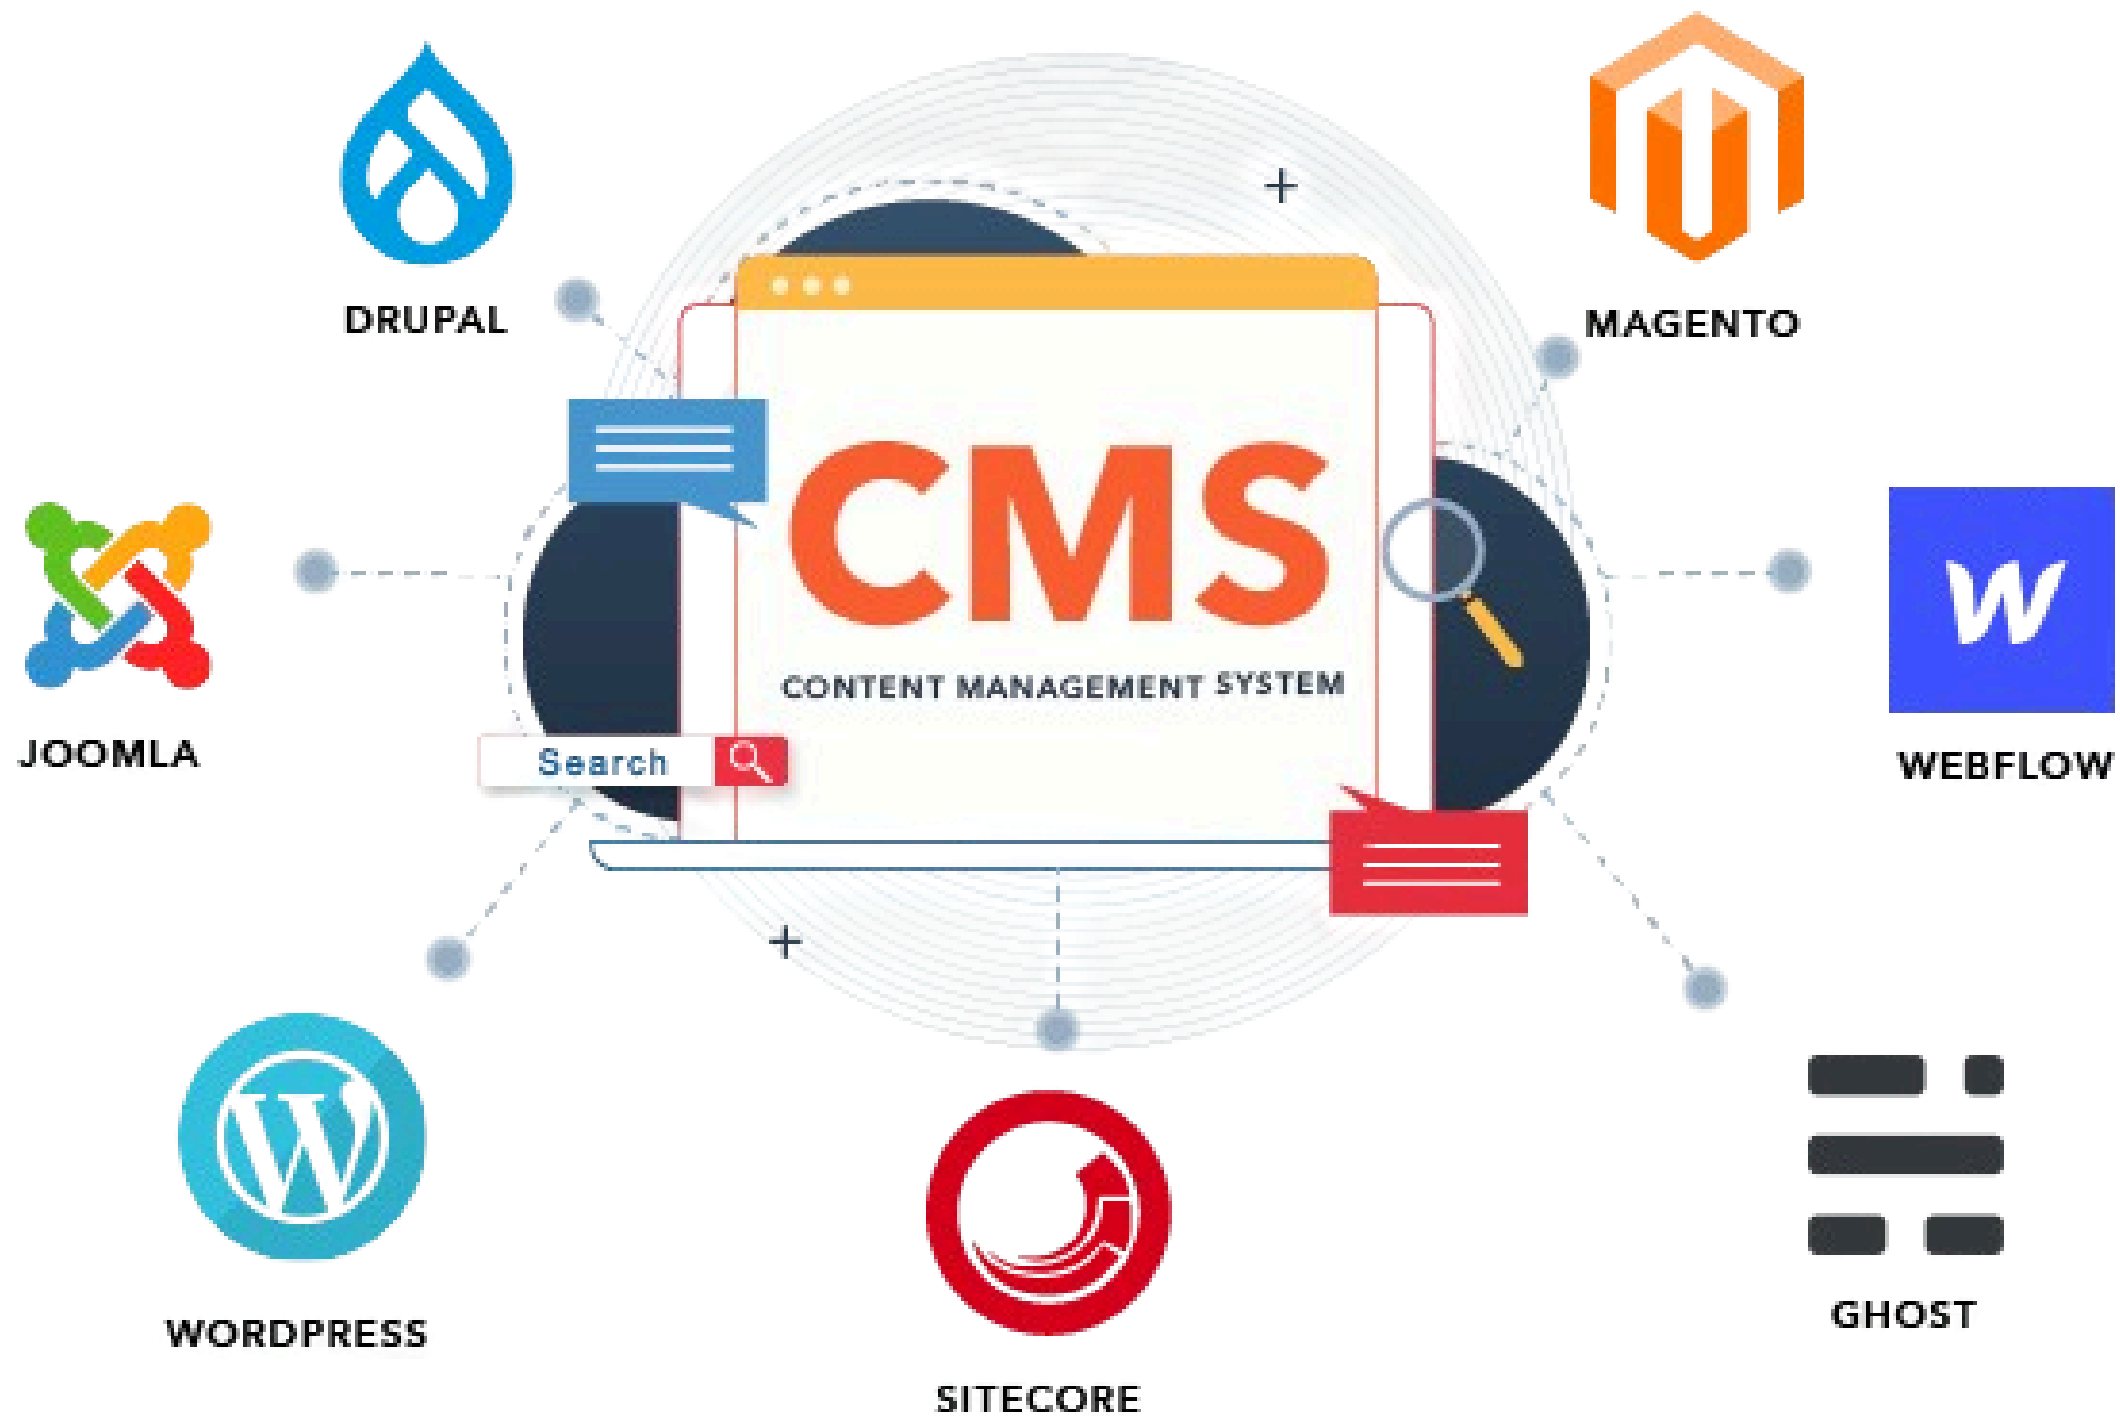 DRUPAL
MAGENTO
CMS
CONTENT MANAGEMENT SYSTEM
JOOMLA
Search
WEBFLOW
WORDPRESS
SITECORE
GHOST